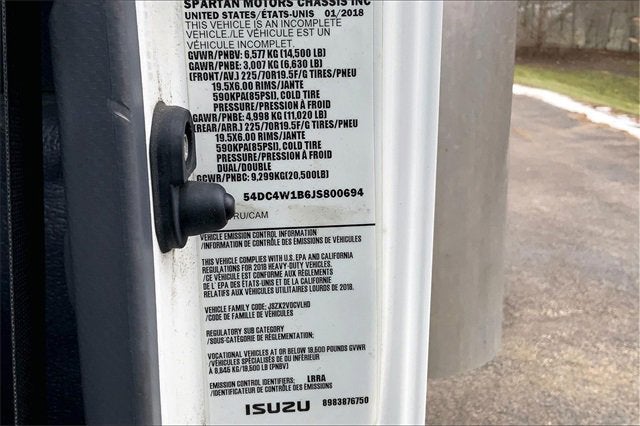 SPARTAN MOTORS CHASSIS INC
UNITED STATES/ÉTATS-UNIS 01/2018
THIS VEHICLE IS AN INCOMPLETE
VEHICLE./LE VÉHICULE EST UN
VÉHICULE INCOMPLET.
GVWR/PNBV: 6,577 KG (14,500 LB)
GAWR/PNBE: 3,007 KG (6,630 LB)
(FRONT/AV.) 225/70R19.5F/G TIRES/PNEU
19.5X6.00 RIMS/JANTE
590KPA(85PSI), COLD TIRE
PRESSURE/PRESSION À FROID
GAWR/PNBE: 4,998 KG (11,020 LB)
(REAR/ARR.) 225/70R19.5F/G TIRES/PNEU
19.5X6.00 RIMS/JANTE
590KPA(85PSI), COLD TIRE
PRESSURE/PRESSION À FROID
DUAL/DOUBLE
GCWR/PNBC: 9,299KG(20,500LB)
54DC4W1B6JS800694
RU/CAM
VEHICLE EMISSION CONTROL INFORMATION
/INFORMATION DE CONTRÔLE DES ÉMISSIONS DE VÉHICULES
THIS VEHICLE COMPLIES WITH U.S. EPA AND CALIFORNIA
REGULATIONS FOR 2018 HEAVY-DUTY VEHICLES.
/CE VÉHICULE EST CONFORME AUX RÈGLEMENTS
DE L' EPA DES ÉTATS-UNIS ET DE LA CALIFORNIE
RELATIFS AUX VÉHICULES UTILITAIRES LOURDS DE 2018.
VEHICLE FAMILY CODE: JSZX2VOCVLHD
/CODE DE FAMILLE DE VÉHICULES
REGULATORY SUB CATEGORY
/SOUS-CATÉGORIE DE RÉGLEMENTATION:
VOCATIONAL VEHICLES AT OR BELOW 19,500 POUNDS GVWR
/VÉHICULES SPÉCIALISÉS DE OU INFÉRIEUR
À 8,845 KG/19,500 LB (PNBV)
EMISSION CONTROL IDENTIFIERS: LRRA
/IDENTIFICATEUR DE CONTRÔLE DES ÉMISSIONS
ISUZU 8983876750